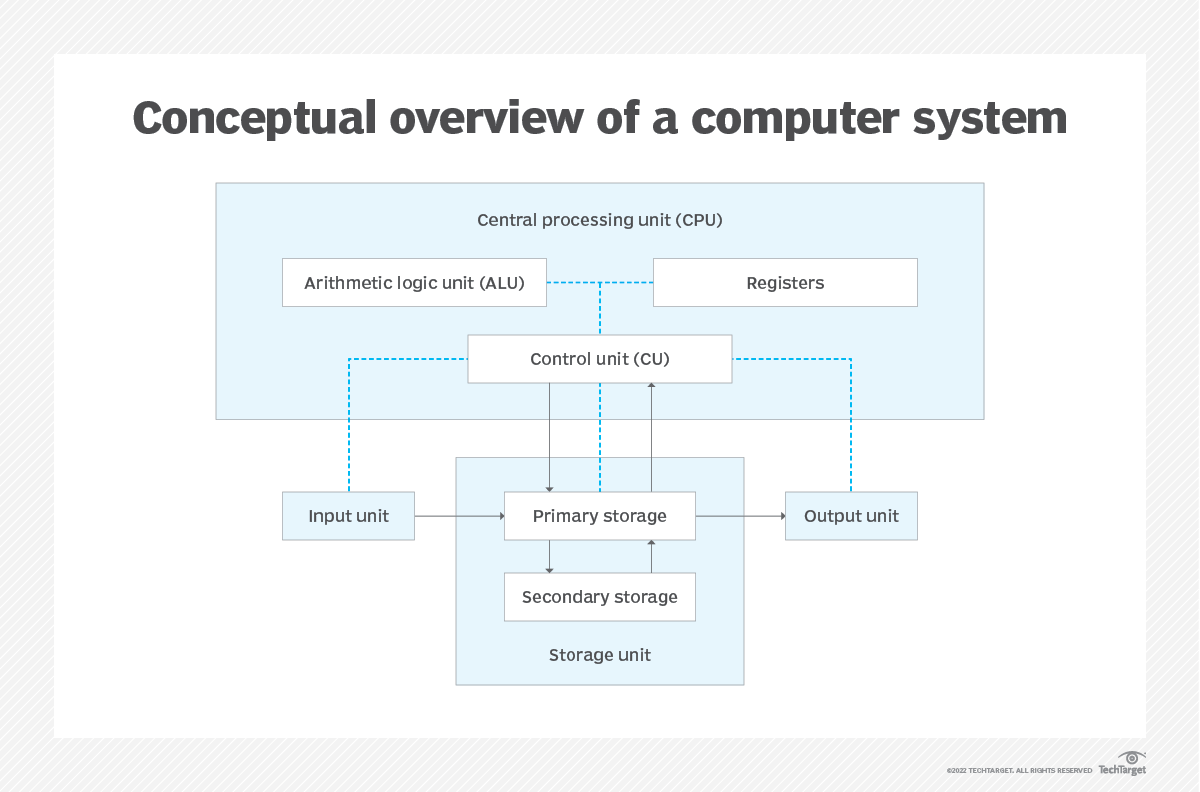 Conceptual overview of a computer system
Central processing unit (CPU)
Arithmetic logic unit (ALU)
Registers
Control unit (CU)
Input unit
Primary storage
Output unit
Secondary storage
Storage unit
©2022 TECHTARGET. ALL RIGHTS RESERVED
TechTarget